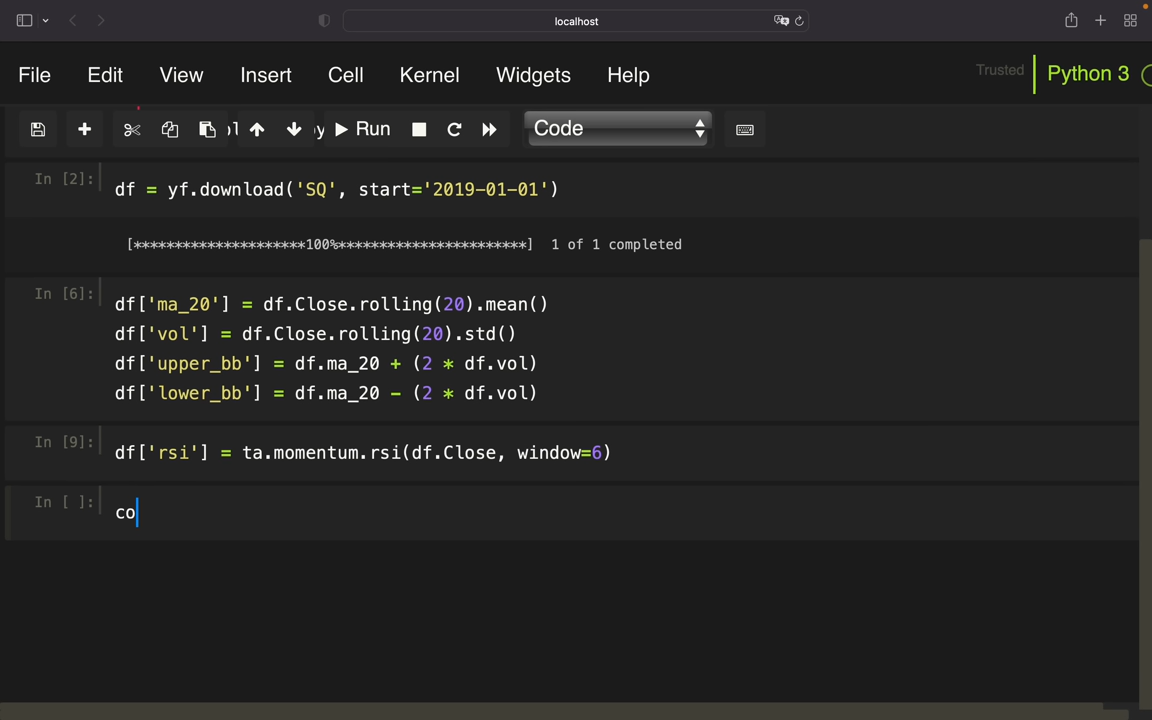 localhost
File Edit View Insert Cell Kernel Widgets Help
Trusted Python 3
Run Code
In [2]: df = yf.download('SQ', start='2019-01-01')
[*********************100%***********************]  1 of 1 completed
In [6]: df['ma_20'] = df.Close.rolling(20).mean()
df['vol'] = df.Close.rolling(20).std()
df['upper_bb'] = df.ma_20 + (2 * df.vol)
df['lower_bb'] = df.ma_20 - (2 * df.vol)
In [9]: df['rsi'] = ta.momentum.rsi(df.Close, window=6)
In [ ]: co